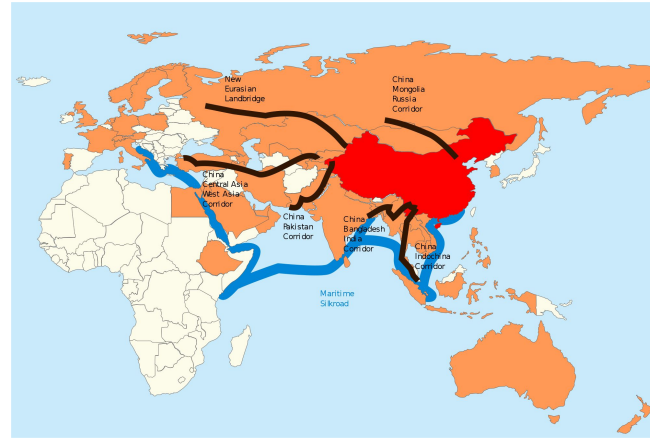 New
Eurasian
Landbridge
China
Mongolia
Russia
Corridor
China
Central Asia
West Asia
Corridor
China
Pakistan
Corridor
China
Bangladesh
India
Corridor
China
Indochina
Corridor
Maritime
Silkroad